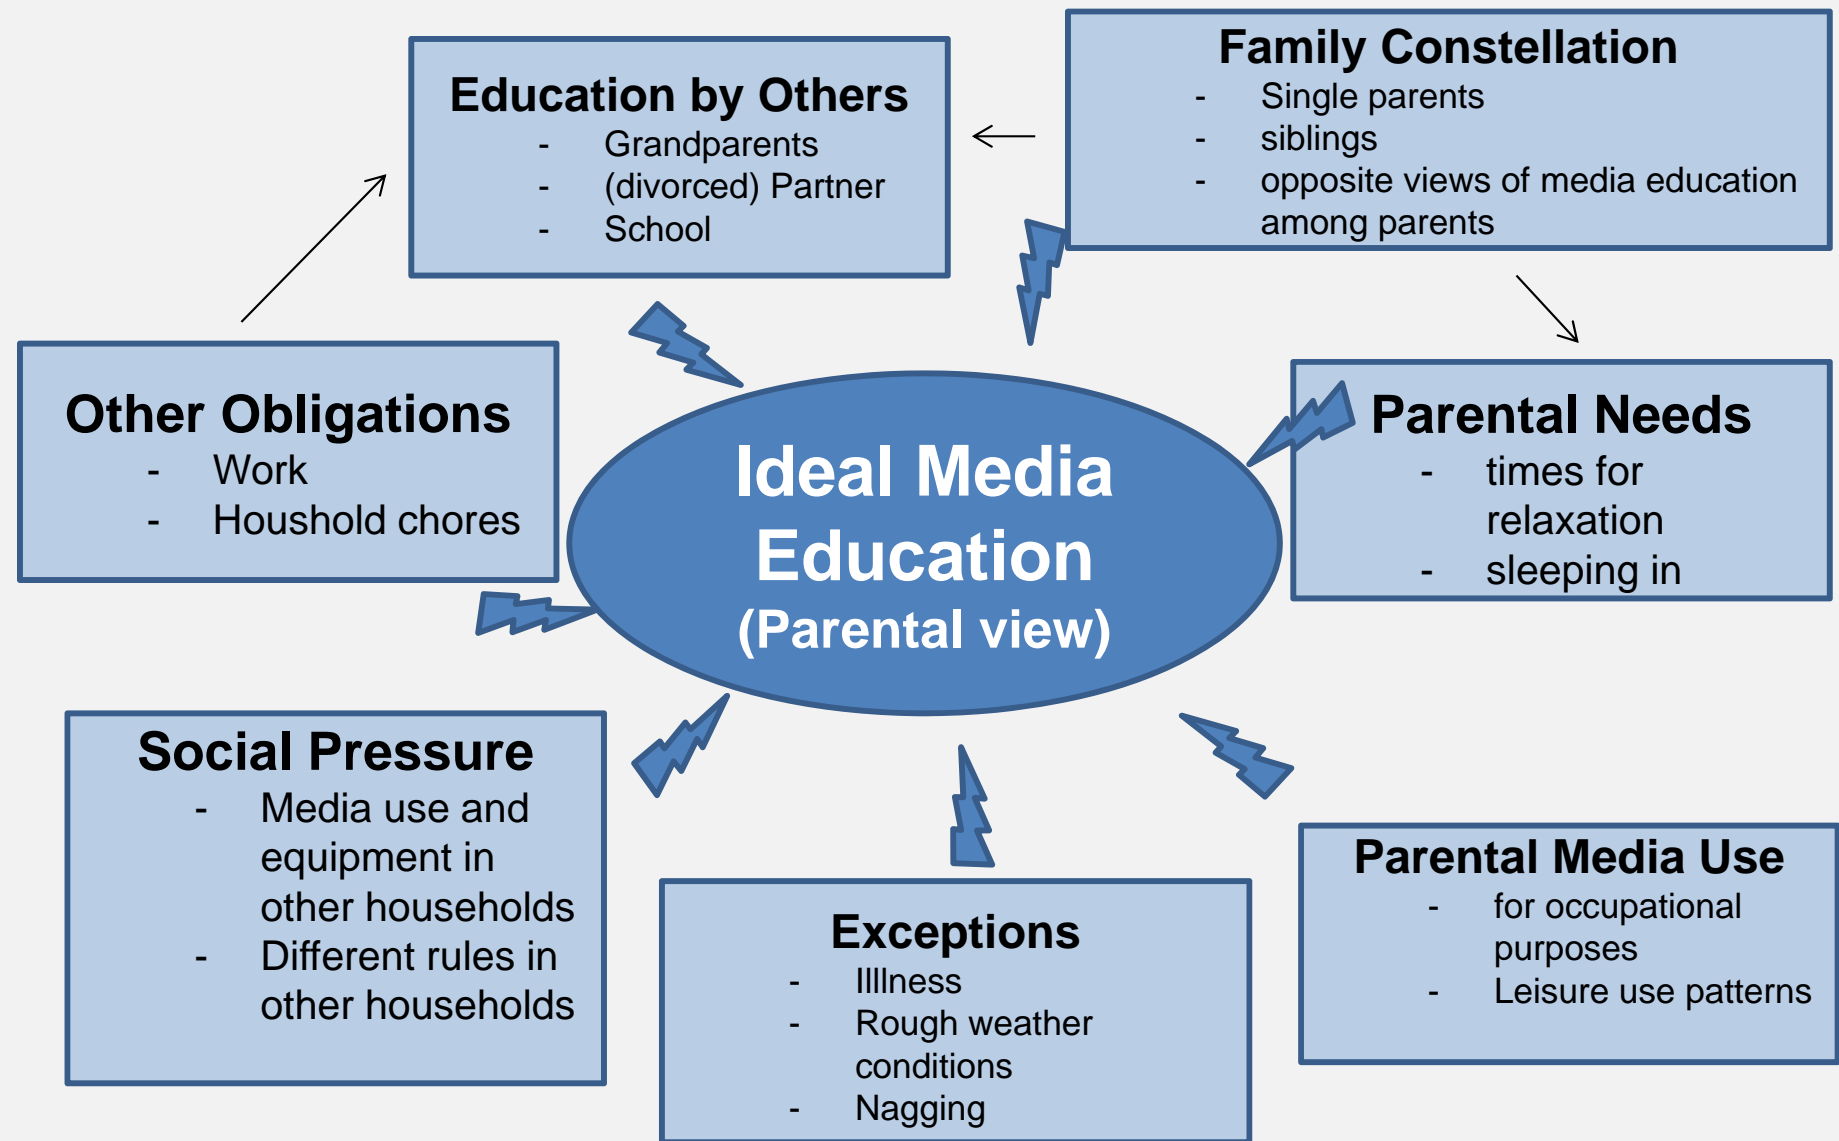 Education by Others
- Grandparents
- (divorced) Partner
- School
Family Constellation
- Single parents
- siblings
- opposite views of media education
among parents
Other Obligations
- Work
- Houshold chores
Ideal Media
Education
(Parental view)
Parental Needs
- times for
relaxation
- sleeping in
Social Pressure
- Media use and
equipment in
other households
- Different rules in
other households
Exceptions
- Illlness
- Rough weather
conditions
- Nagging
Parental Media Use
- for occupational
purposes
- Leisure use patterns